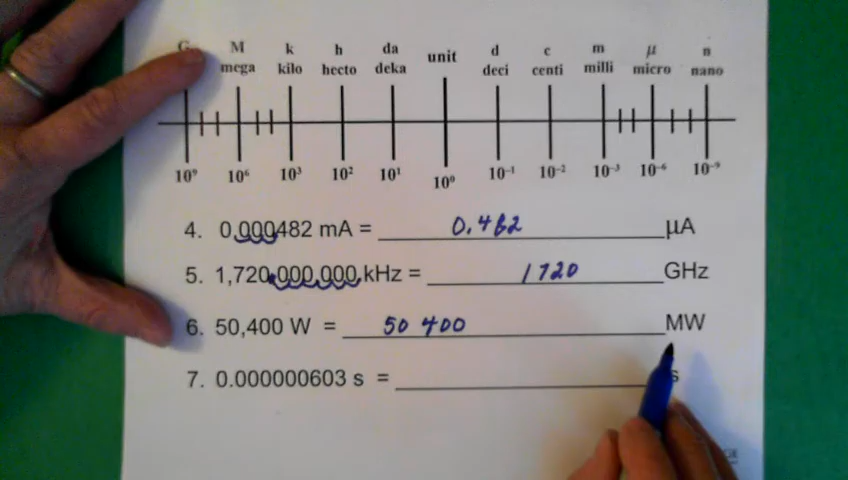 G M k h da unit d c m μ n
mega kilo hecto deka deci centi milli micro nano
10⁹ 10⁶ 10³ 10² 10¹ 10⁰ 10⁻¹ 10⁻² 10⁻³ 10⁻⁶ 10⁻⁹
4. 0.000482 mA = 0.482 μA
5. 1,720,000,000 kHz = 1720 GHz
6. 50,400 W = 50 400 MW
7. 0.000000603 s = s